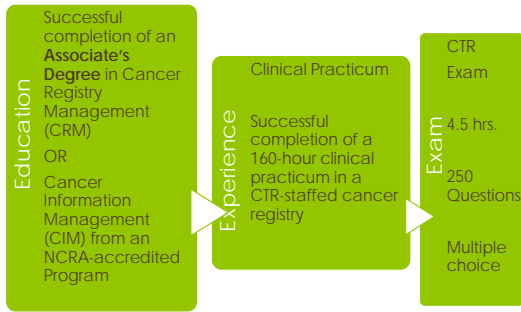 Education
Successful
completion of an
Associate's
Degree in Cancer
Registry
Management
(CRM)
OR
Cancer
Information
Management
(CIM) from an
NCRA-accredited
Program
Experience
Clinical Practicum
Successful
completion of a
160-hour clinical
practicum in a
CTR-staffed cancer
registry
Exam
CTR
Exam
4.5 hrs.
250
Questions
Multiple
choice